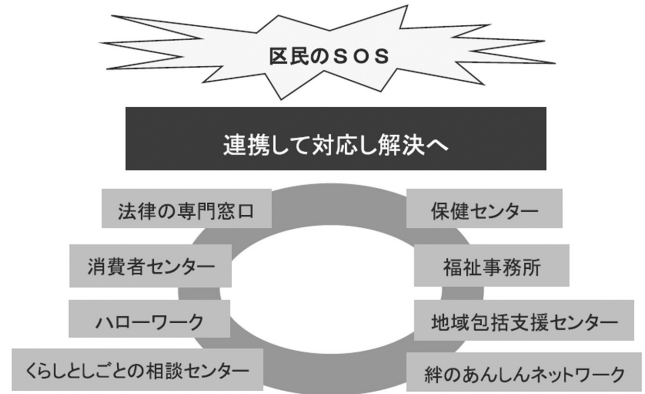 区民のＳＯＳ
連携して対応し解決へ
法律の専門窓口
保健センター
消費者センター
福祉事務所
ハローワーク
地域包括支援センター
くらしとしごとの相談センター
絆のあんしんネットワーク